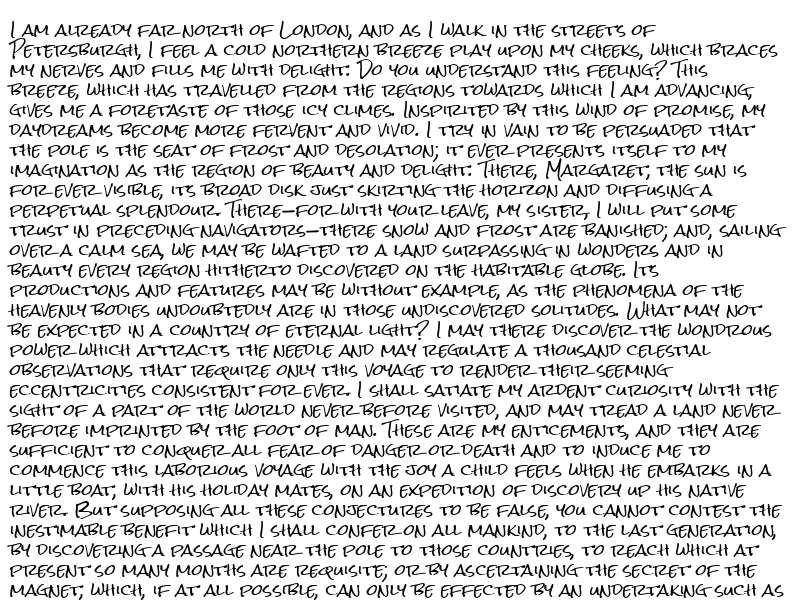 I am already far north of London, and as I walk in the streets of
Petersburgh, I feel a cold northern breeze play upon my cheeks, which braces
my nerves and fills me with delight. Do you understand this feeling? This
breeze, which has travelled from the regions towards which I am advancing,
gives me a foretaste of those icy climes. Inspirited by this wind of promise, my
daydreams become more fervent and vivid. I try in vain to be persuaded that
the pole is the seat of frost and desolation; it ever presents itself to my
imagination as the region of beauty and delight. There, Margaret, the sun is
for ever visible, its broad disk just skirting the horizon and diffusing a
perpetual splendour. There—for with your leave, my sister, I will put some
trust in preceding navigators—there snow and frost are banished; and, sailing
over a calm sea, we may be wafted to a land surpassing in wonders and in
beauty every region hitherto discovered on the habitable globe. Its
productions and features may be without example, as the phenomena of the
heavenly bodies undoubtedly are in those undiscovered solitudes. What may not
be expected in a country of eternal light? I may there discover the wondrous
power which attracts the needle and may regulate a thousand celestial
observations that require only this voyage to render their seeming
eccentricities consistent for ever. I shall satiate my ardent curiosity with the
sight of a part of the world never before visited, and may tread a land never
before imprinted by the foot of man. These are my enticements, and they are
sufficient to conquer all fear of danger or death and to induce me to
commence this laborious voyage with the joy a child feels when he embarks in a
little boat, with his holiday mates, on an expedition of discovery up his native
river. But supposing all these conjectures to be false, you cannot contest the
inestimable benefit which I shall confer on all mankind, to the last generation,
by discovering a passage near the pole to those countries, to reach which at
present so many months are requisite; or by ascertaining the secret of the
magnet, which, if at all possible, can only be effected by an undertaking such as